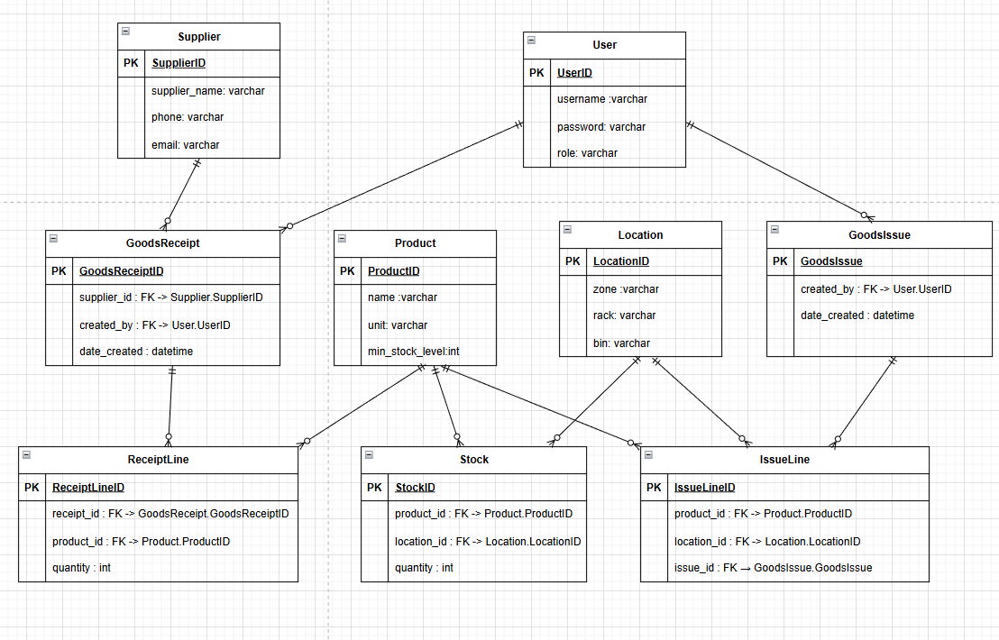 Supplier
PK SupplierID
supplier_name: varchar
phone: varchar
email: varchar
User
PK UserID
username :varchar
password: varchar
role: varchar
GoodsReceipt
PK GoodsReceiptID
supplier_id : FK -> Supplier.SupplierID
created_by : FK -> User.UserID
date_created : datetime
Product
PK ProductID
name :varchar
unit: varchar
min_stock_level:int
Location
PK LocationID
zone :varchar
rack: varchar
bin: varchar
GoodsIssue
PK GoodsIssue
created_by : FK -> User.UserID
date_created : datetime
ReceiptLine
PK ReceiptLineID
receipt_id : FK -> GoodsReceipt.GoodsReceiptID
product_id : FK -> Product.ProductID
quantity : int
Stock
PK StockID
product_id : FK -> Product.ProductID
location_id : FK -> Location.LocationID
quantity : int
IssueLine
PK IssueLineID
product_id : FK -> Product.ProductID
location_id : FK -> Location.LocationID
issue_id : FK → GoodsIssue.GoodsIssue